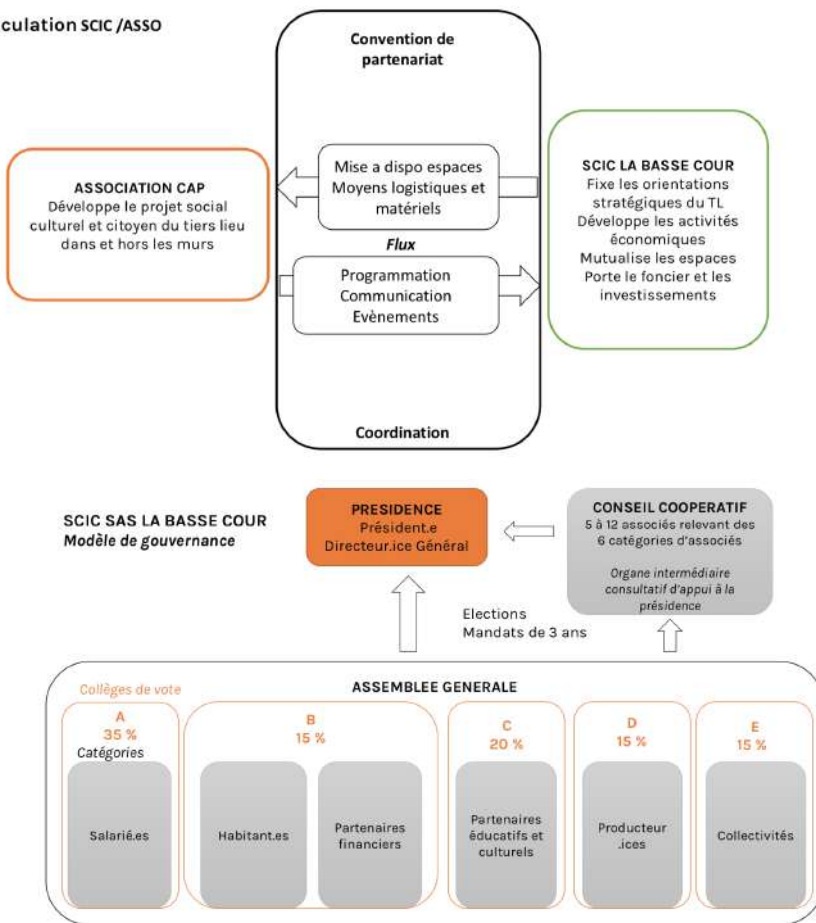 culation SCIC /ASSO
Convention de
partenariat
ASSOCIATION CAP
Développe le projet social
culturel et citoyen du tiers lieu
dans et hors les murs
Mise a dispo espaces
Moyens logistiques et
matériels
Flux
Programmation
Communication
Evènements
Coordination
SCIC LA BASSE COUR
Fixe les orientations
stratégiques du TL
Développe les activités
économiques
Mutualise les espaces
Porte le foncier et les
investissements
SCIC SAS LA BASSE COUR
Modèle de gouvernance
PRESIDENCE
Président.e
Directeur.ice Général
CONSEIL COOPERATIF
5 à 12 associés relevant des
6 catégories d'associés
Organe intermédiaire
consultatif d'appui à la
présidence
Elections
Mandats de 3 ans
Collèges de vote
ASSEMBLEE GENERALE
A
35 %
Catégories
Salarié.es
B
15 %
Habitant.es
Partenaires
financiers
C
20 %
Partenaires
éducatifs et
culturels
D
15 %
Producteur
.ices
E
15 %
Collectivités